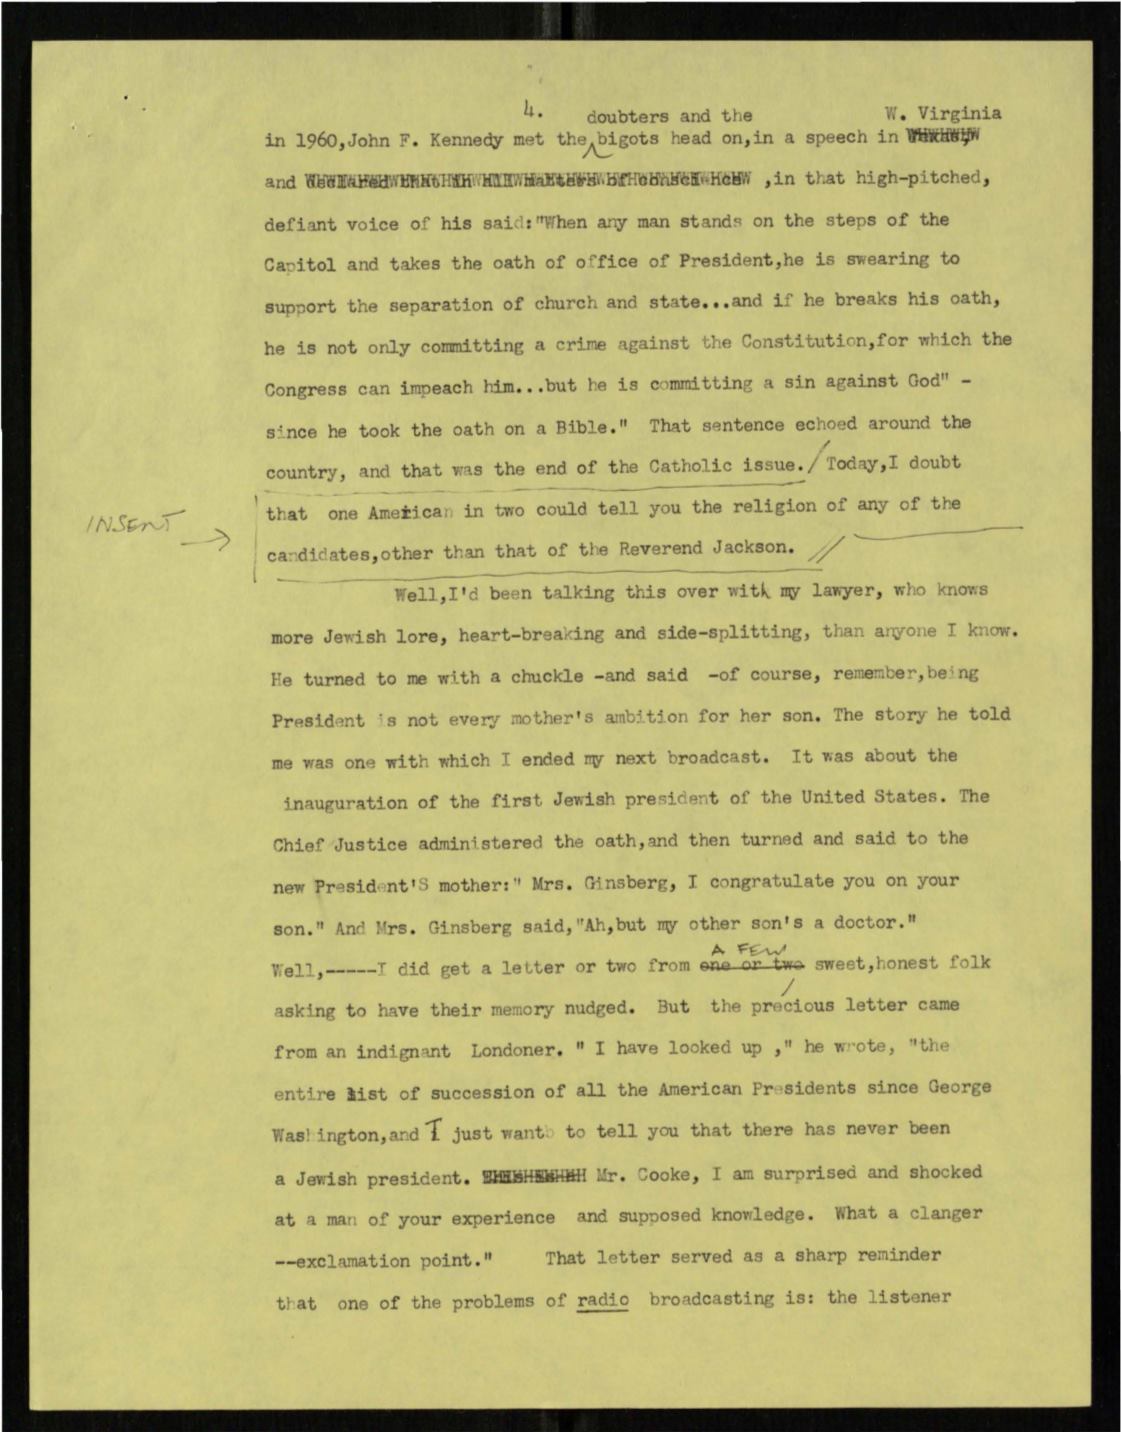 4.
doubters and the W. Virginia
in 1960,John F. Kennedy met the bigots head on,in a speech in Texas,
and declared that in all matters of conscience ,in that high-pitched,
defiant voice of his said:"When any man stands on the steps of the
Capitol and takes the oath of office of President,he is swearing to
support the separation of church and state...and if he breaks his oath,
he is not only committing a crime against the Constitution,for which the
Congress can impeach him...but he is committing a sin against God" -
since he took the oath on a Bible." That sentence echoed around the
country, and that was the end of the Catholic issue./ Today,I doubt
that one American in two could tell you the religion of any of the
INSERT →
candidates,other than that of the Reverend Jackson. //
Well,I'd been talking this over with my lawyer, who knows
more Jewish lore, heart-breaking and side-splitting, than anyone I know.
He turned to me with a chuckle -and said -of course, remember,being
President is not every mother's ambition for her son. The story he told
me was one with which I ended my next broadcast. It was about the
inauguration of the first Jewish president of the United States. The
Chief Justice administered the oath,and then turned and said to the
new President'S mother:" Mrs. Ginsberg, I congratulate you on your
son." And Mrs. Ginsberg said,"Ah,but my other son's a doctor."
A FEW
Well,-----I did get a letter or two from one or two sweet,honest folk
asking to have their memory nudged. But the precious letter came
from an indignant Londoner. " I have looked up ," he wrote, "the
entire list of succession of all the American Presidents since George
Washington,and I just want to tell you that there has never been
a Jewish president. Mr. Cooke, I am surprised and shocked
at a man of your experience and supposed knowledge. What a clanger
--exclamation point." That letter served as a sharp reminder
that one of the problems of radio broadcasting is: the listener